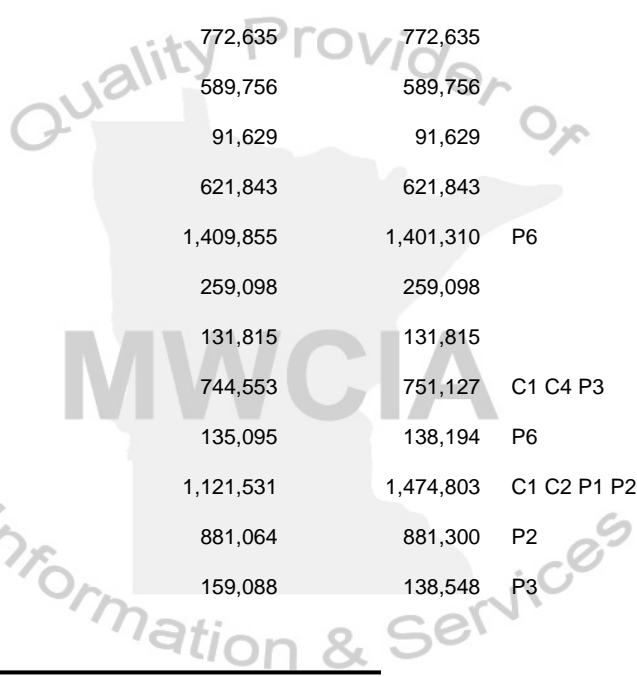 Quality Provider of
772,635 772,635
589,756 589,756
91,629 91,629
621,843 621,843
1,409,855 1,401,310 P6
259,098 259,098
131,815 131,815
MWCIA
744,553 751,127 C1 C4 P3
135,095 138,194 P6
1,121,531 1,474,803 C1 C2 P1 P2
881,064 881,300 P2
159,088 138,548 P3
Information & Services